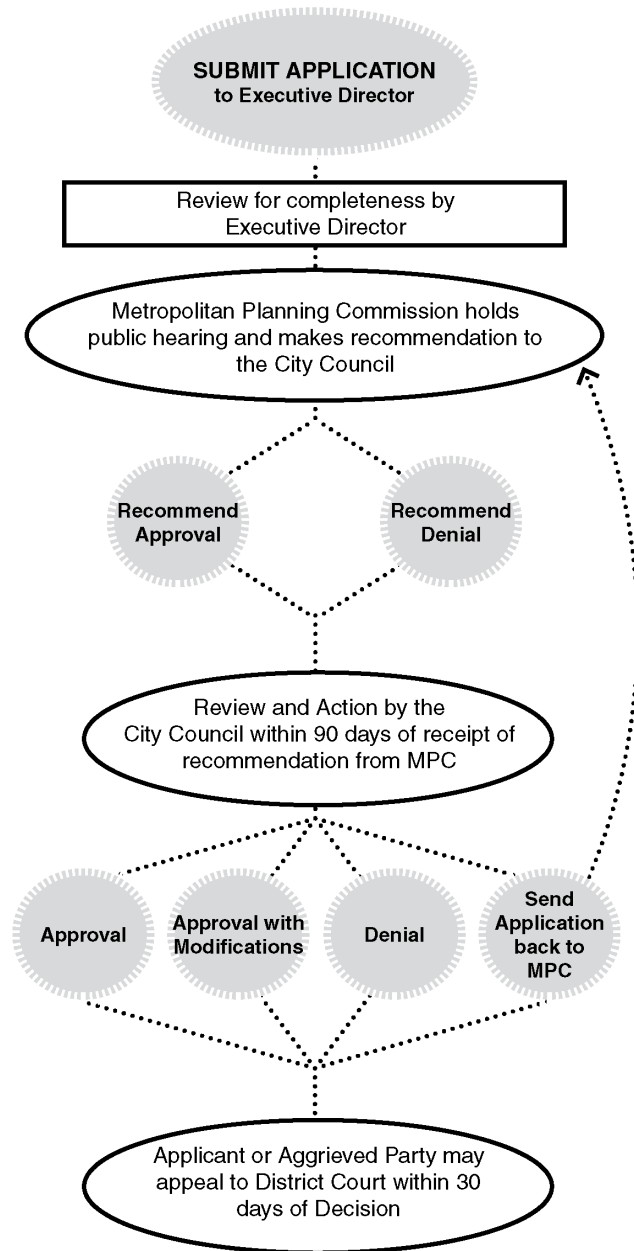 SUBMIT APPLICATION
to Executive Director
Review for completeness by
Executive Director
Metropolitan Planning Commission holds
public hearing and makes recommendation to
the City Council
Recommend
Approval
Recommend
Denial
Review and Action by the
City Council within 90 days of receipt of
recommendation from MPC
Approval
Approval with
Modifications
Denial
Send
Application
back to
MPC
Applicant or Aggrieved Party may
appeal to District Court within 30
days of Decision